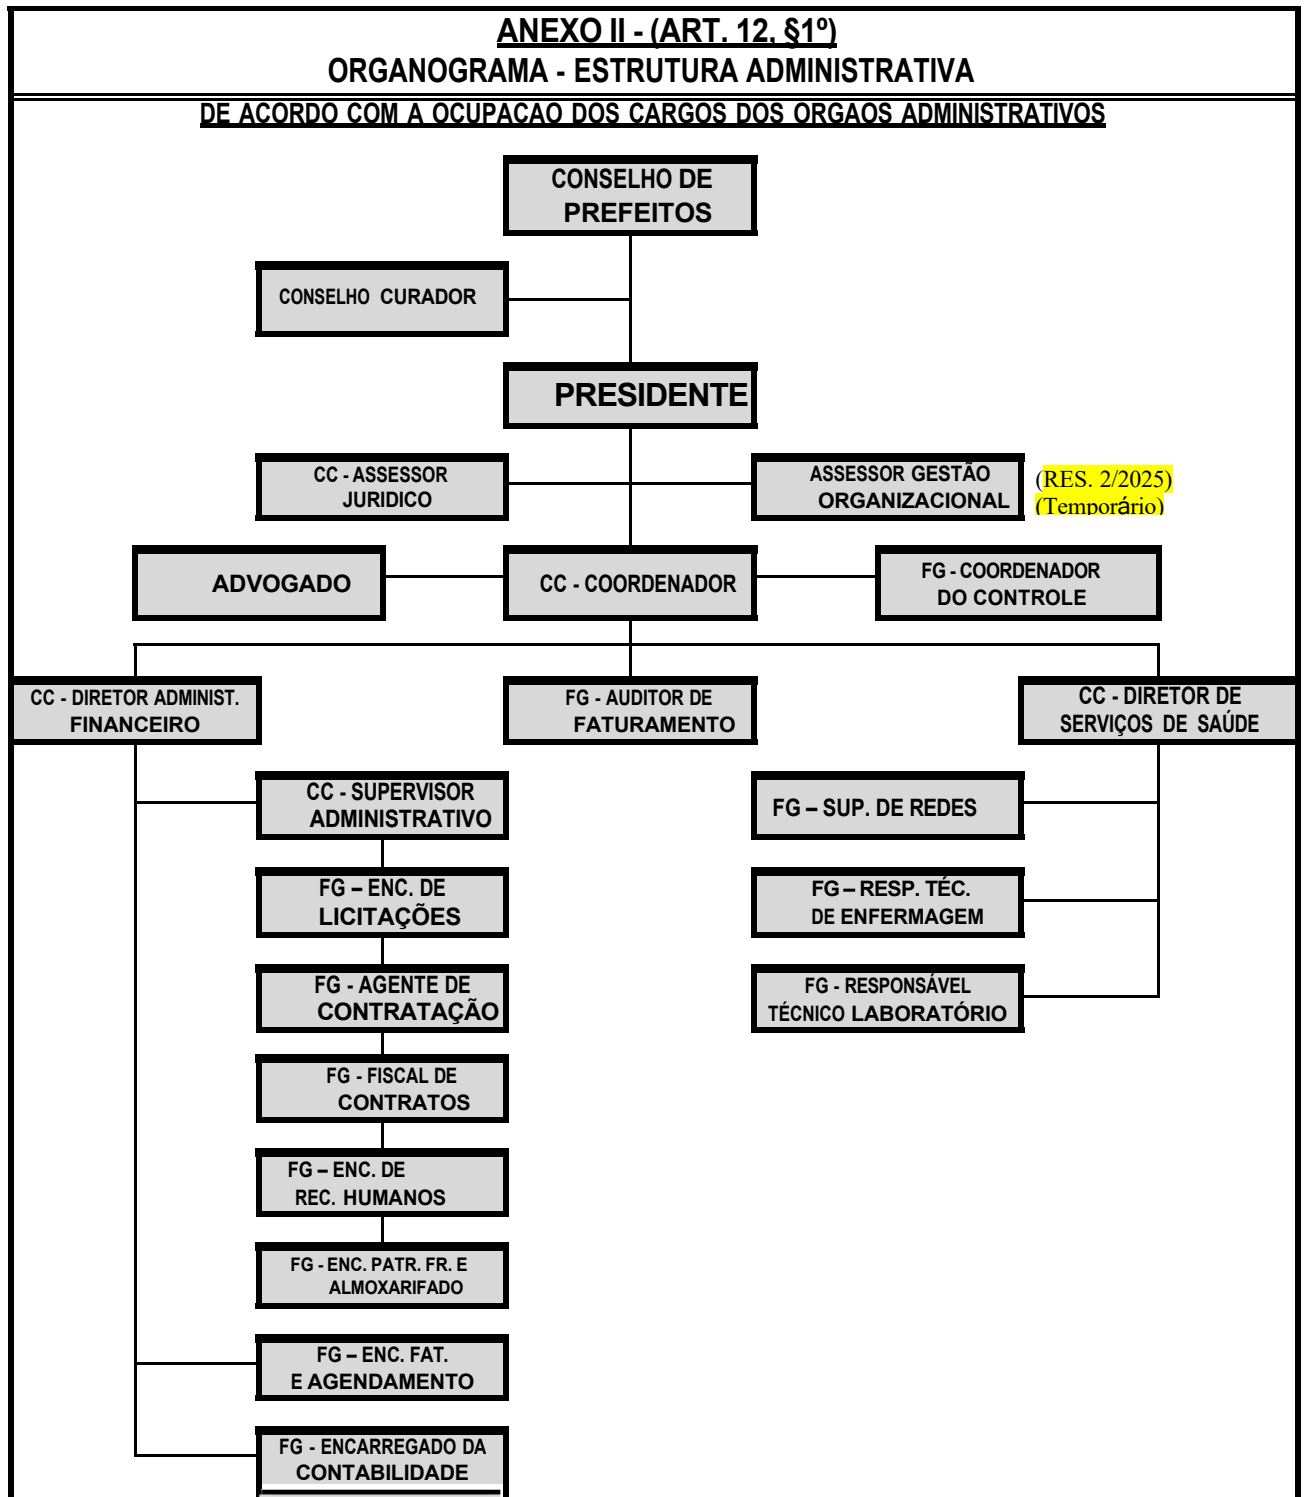 ANEXO II - (ART. 12, §1º)
ORGANOGRAMA - ESTRUTURA ADMINISTRATIVA
DE ACORDO COM A OCUPACAO DOS CARGOS DOS ORGAOS ADMINISTRATIVOS
CONSELHO DE
PREFEITOS
CONSELHO CURADOR
PRESIDENTE
CC - ASSESSOR
JURIDICO
ASSESSOR GESTÃO
ORGANIZACIONAL
(RES. 2/2025)
(Temporário)
ADVOGADO
CC - COORDENADOR
FG - COORDENADOR
DO CONTROLE
CC - DIRETOR ADMINIST.
FINANCEIRO
FG - AUDITOR DE
FATURAMENTO
CC - DIRETOR DE
SERVIÇOS DE SAÚDE
CC - SUPERVISOR
ADMINISTRATIVO
FG – SUP. DE REDES
FG – ENC. DE
LICITAÇÕES
FG – RESP. TÉC.
DE ENFERMAGEM
FG - AGENTE DE
CONTRATAÇÃO
FG - RESPONSÁVEL
TÉCNICO LABORATÓRIO
FG - FISCAL DE
CONTRATOS
FG – ENC. DE
REC. HUMANOS
FG - ENC. PATR. FR. E
ALMOXARIFADO
FG – ENC. FAT.
E AGENDAMENTO
FG - ENCARREGADO DA
CONTABILIDADE